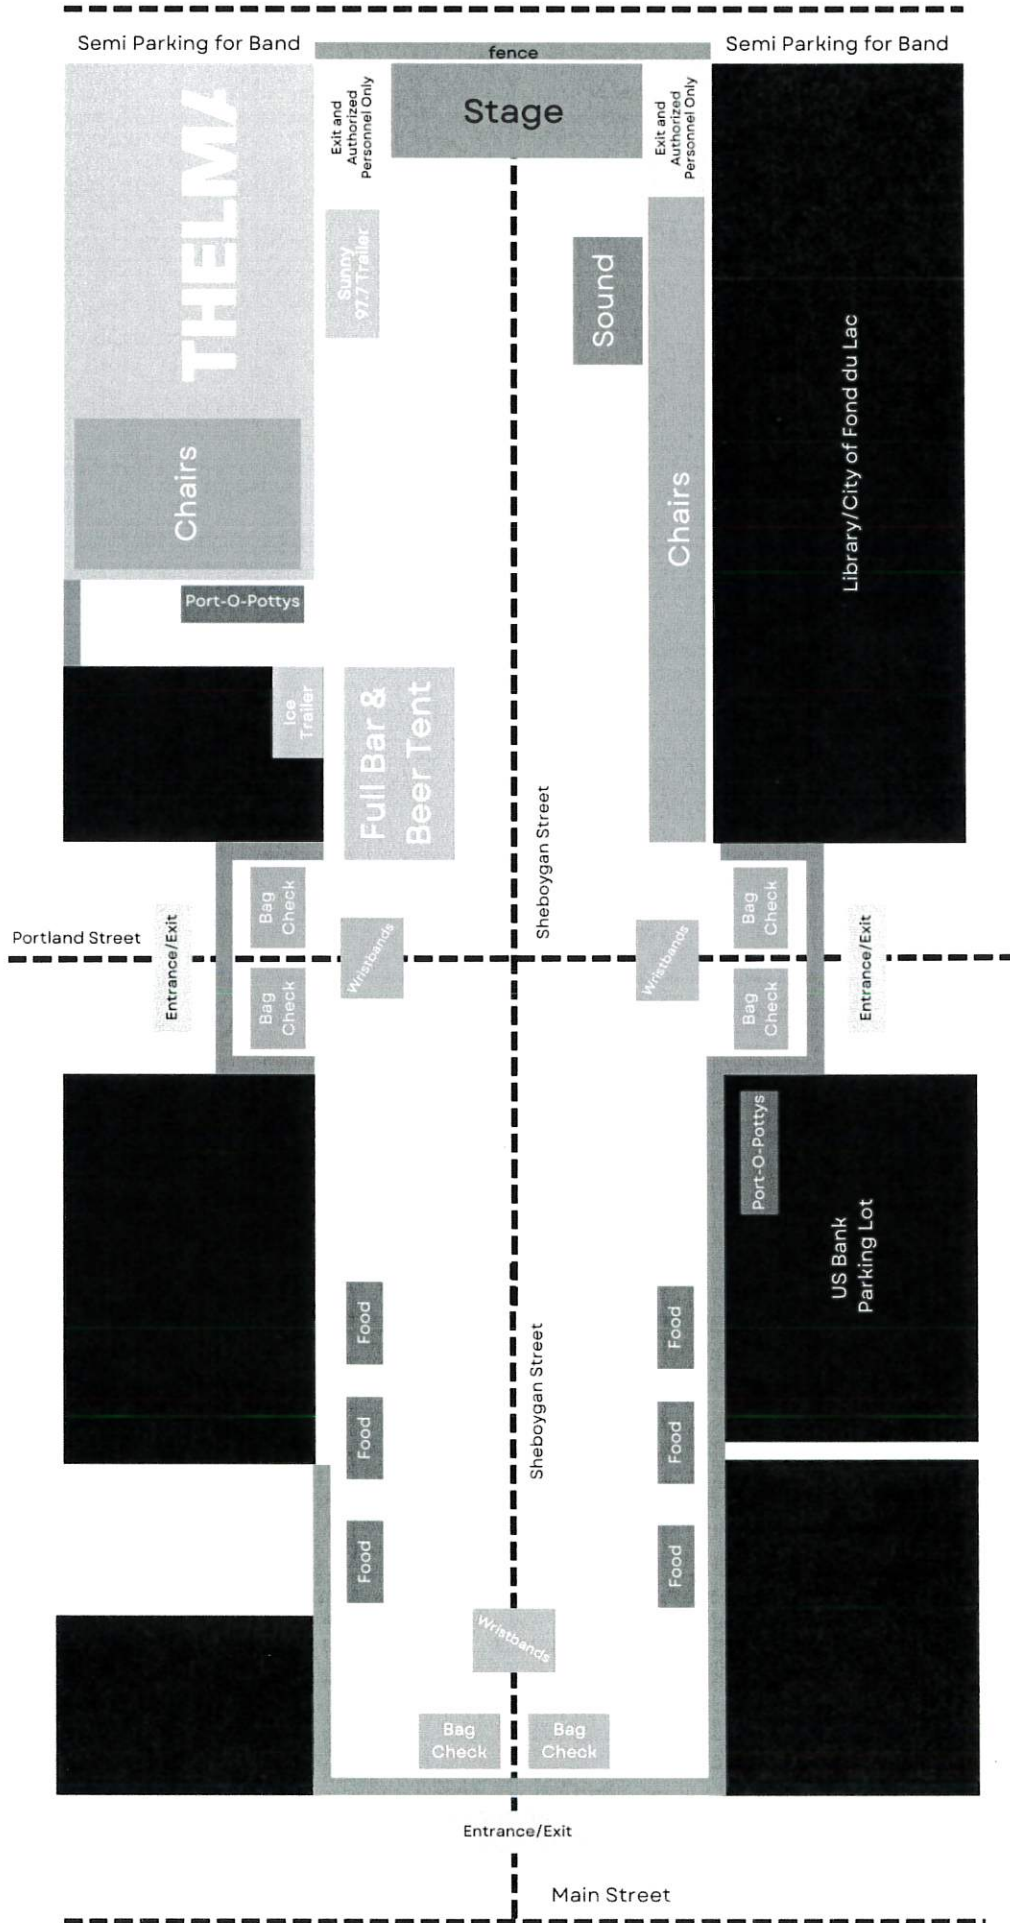 Semi Parking for Band
fence
Semi Parking for Band
THELMA
Exit and
Authorized
Personnel Only
Stage
Exit and
Authorized
Personnel Only
Sunny
97.7 Trailer
Sound
Chairs
Chairs
Library/City of Fond du Lac
Port-O-Pottys
Ice
Trailer
Full Bar &
Beer Tent
Sheboygan Street
Portland Street
Entrance/Exit
Bag
Check
Bag
Check
Wristbands
Wristbands
Bag
Check
Bag
Check
Entrance/Exit
Port-O-Pottys
US Bank
Parking Lot
Food
Food
Sheboygan Street
Food
Food
Food
Food
Wristbands
Bag
Check
Bag
Check
Entrance/Exit
Main Street